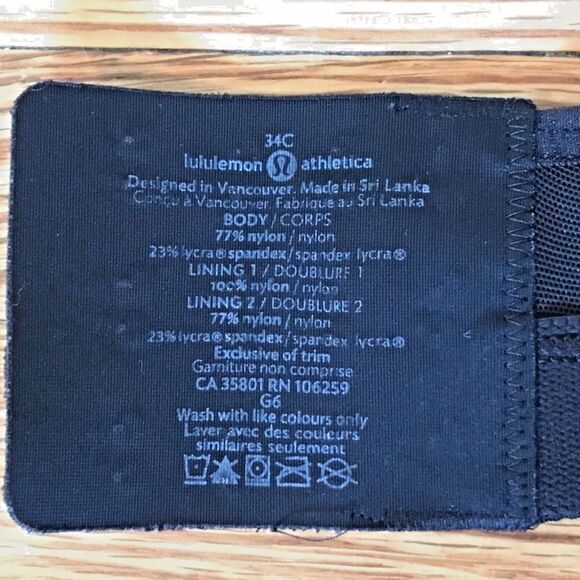 34C
lululemon athletica
Designed in Vancouver. Made in Sri Lanka
Conçu à Vancouver. Fabrique au Sri Lanka
BODY / CORPS
77% nylon / nylon
23% lycra® spandex / spandex lycra®
LINING 1 / DOUBLURE 1
100% nylon / nylon
LINING 2 / DOUBLURE 2
77% nylon / nylon
23% lycra® spandex / spandex lycra®
Exclusive of trim
Garniture non comprise
CA 35801 RN 106259
G6
Wash with like colours only
Laver avec des couleurs
similaires seulement